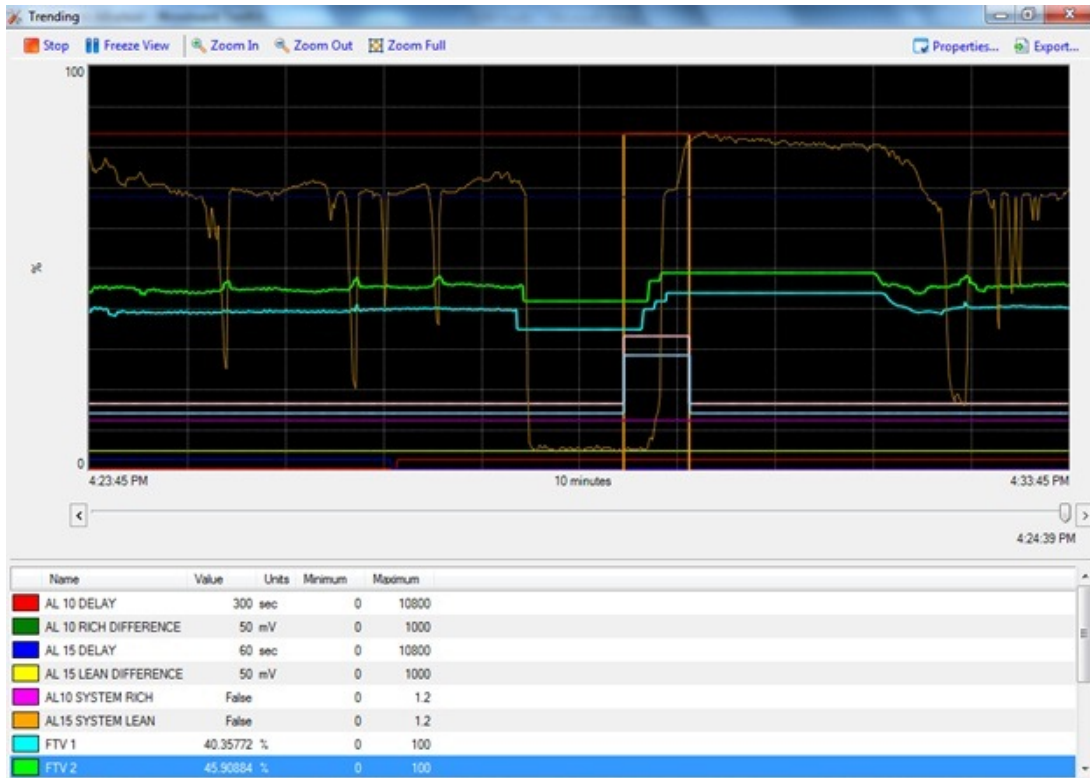 Trending
Stop Freeze View Zoom In Zoom Out Zoom Full Properties... Export...
100
%
0
4:23:45 PM 10 minutes 4:33:45 PM
4:24:39 PM
Name Value Units Minimum Maximum
AL 10 DELAY 300 sec 0 10800
AL 10 RICH DIFFERENCE 50 mV 0 1000
AL 15 DELAY 60 sec 0 10800
AL 15 LEAN DIFFERENCE 50 mV 0 1000
AL10 SYSTEM RICH False 0 1.2
AL15 SYSTEM LEAN False 0 1.2
FTV 1 40.35772 % 0 100
FTV 2 45.90884 % 0 100